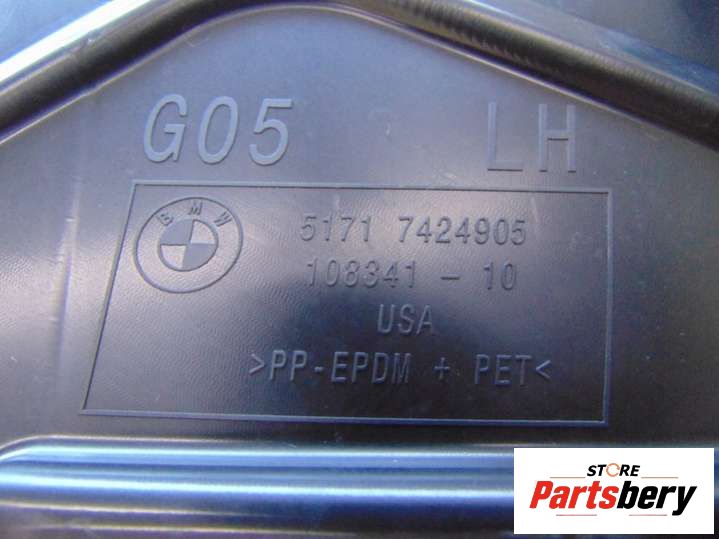 G05 LH
BMW
5171 7424905
108341 - 10
USA
>PP-EPDM + PET<
STORE
Partsbery